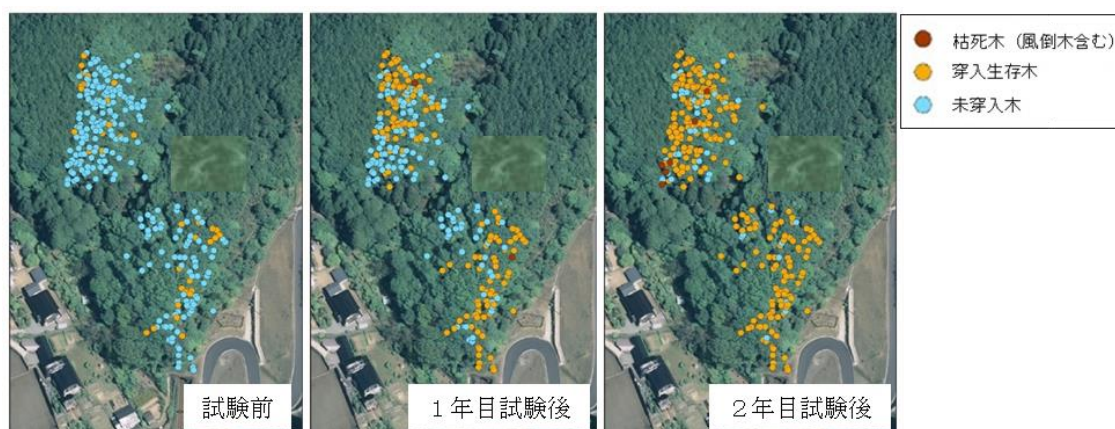 枯死木（風倒木含む）
穿入生存木
未穿入木
試験前
１年目試験後
２年目試験後